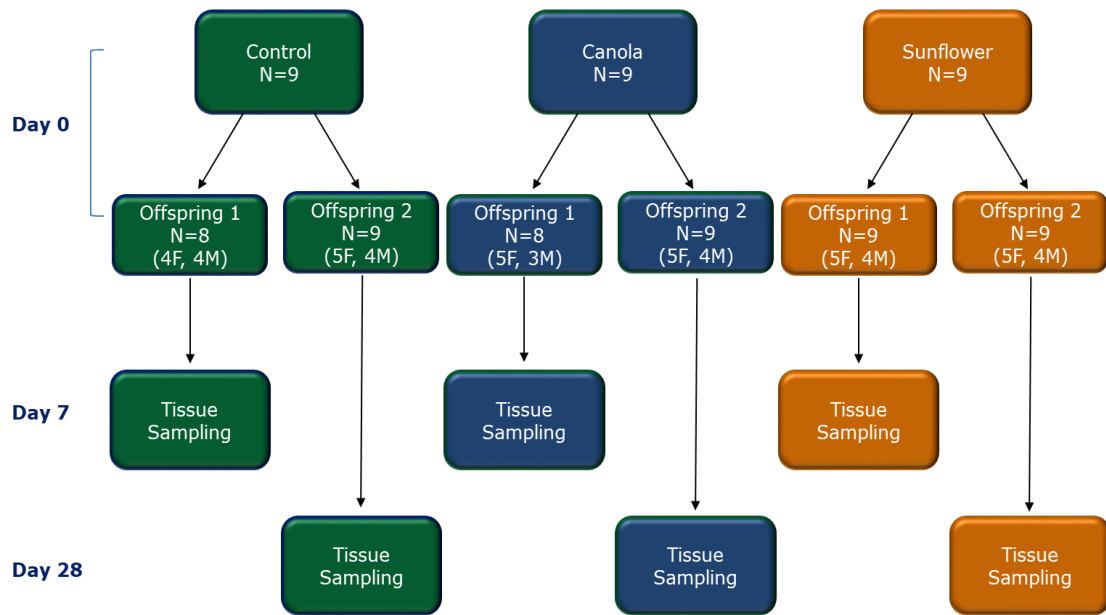 Control
N=9
Canola
N=9
Sunflower
N=9
Day 0
Offspring 1
N=8
(4F, 4M)
Offspring 2
N=9
(5F, 4M)
Offspring 1
N=8
(5F, 3M)
Offspring 2
N=9
(5F, 4M)
Offspring 1
N=9
(5F, 4M)
Offspring 2
N=9
(5F, 4M)
Day 7
Tissue
Sampling
Tissue
Sampling
Tissue
Sampling
Day 28
Tissue
Sampling
Tissue
Sampling
Tissue
Sampling